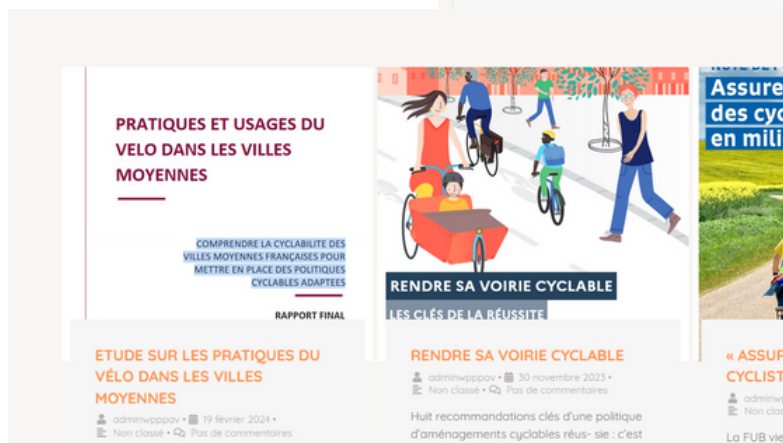 PRATIQUES ET USAGES DU
VELO DANS LES VILLES
MOYENNES
COMPRENDRE LA CYCLABILITE DES
VILLES MOYENNES FRANÇAISES POUR
METTRE EN PLACE DES POLITIQUES
CYCLABLES ADAPTEES
RAPPORT FINAL
ETUDE SUR LES PRATIQUES DU
VÉLO DANS LES VILLES
MOYENNES
adminwpppav • 19 février 2024 •
Non classé • Pas de commentaires
RENDRE SA VOIRIE CYCLABLE
LES CLÉS DE LA RÉUSSITE
RENDRE SA VOIRIE CYCLABLE
adminwpppav • 30 novembre 2023 •
Non classé • Pas de commentaires
Huit recommandations clés d'une politique
d'aménagements cyclables réus- sie : c'est
Assure
des cyc
en mili
« ASSUR
CYCLIST
adminwp
Non clas
La FUB vi